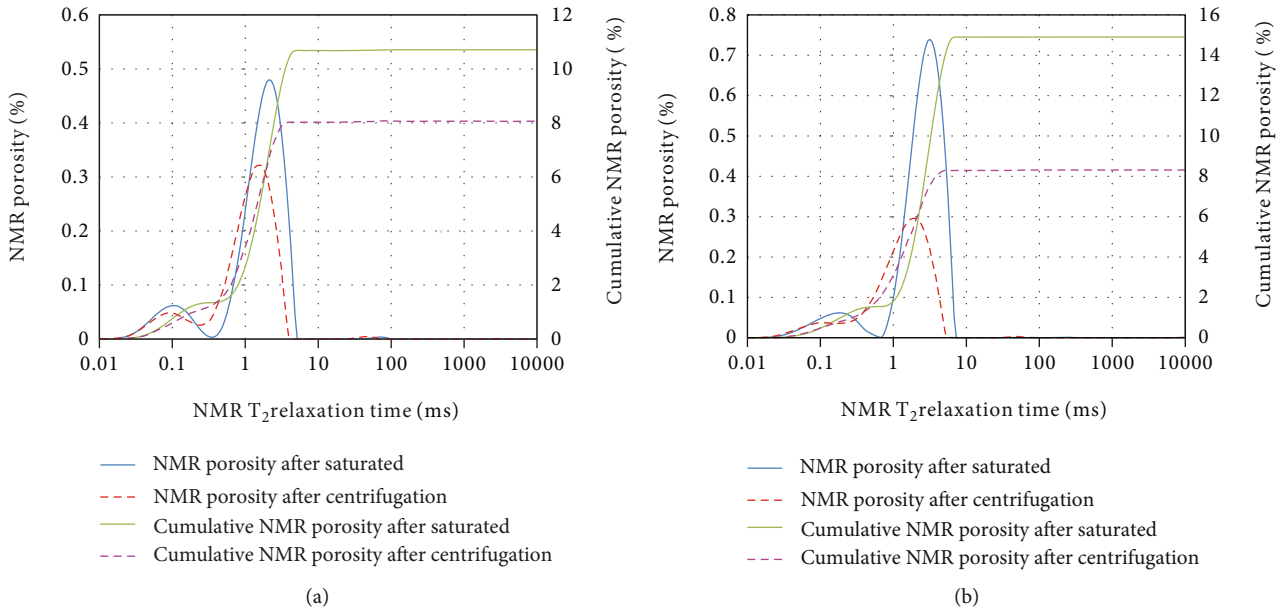 0.6
0.5
0.4
0.3
0.2
0.1
0
NMR porosity (%)
12
10
8
6
4
2
0
Cumulative NMR porosity (%)
0.01 0.1 1 10 100 1000 10000
NMR T2 relaxation time (ms)
NMR porosity after saturated
NMR porosity after centrifugation
Cumulative NMR porosity after saturated
Cumulative NMR porosity after centrifugation
(a)
0.8
0.7
0.6
0.5
0.4
0.3
0.2
0.1
0
NMR porosity (%)
16
14
12
10
8
6
4
2
0
Cumulative NMR porosity (%)
0.01 0.1 1 10 100 1000 10000
NMR T2 relaxation time (ms)
NMR porosity after saturated
NMR porosity after centrifugation
Cumulative NMR porosity after saturated
Cumulative NMR porosity after centrifugation
(b)